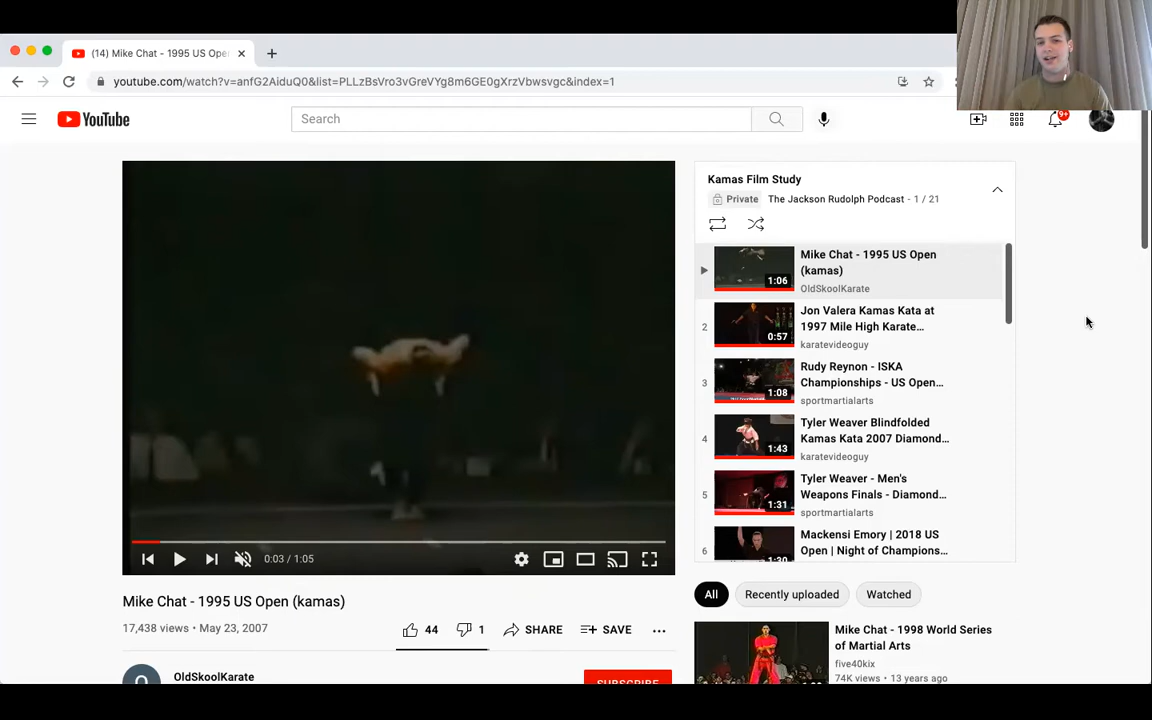 (14) Mike Chat - 1995 US Ope
youtube.com/watch?v=anfG2AiduQ0&list=PLLzBsVro3vGreVYg8m6GE0gXrzVbwsvgc&index=1
YouTube
Search
9+
Kamas Film Study
Private The Jackson Rudolph Podcast - 1 / 21
Mike Chat - 1995 US Open
(kamas)
OldSkoolKarate
1:06
2
Jon Valera Kamas Kata at
1997 Mile High Karate…
karatevideoguy
0:57
3
Rudy Reynon - ISKA
Championships - US Open…
sportmartialarts
1:08
4
Tyler Weaver Blindfolded
Kamas Kata 2007 Diamond…
karatevideoguy
1:43
5
Tyler Weaver - Men's
Weapons Finals - Diamond…
sportmartialarts
1:31
6
Mackensi Emory | 2018 US
Open | Night of Champions…
1:30
0:03 / 1:05
Mike Chat - 1995 US Open (kamas)
17,438 views • May 23, 2007
44
1
SHARE
SAVE
OldSkoolKarate
SUBSCRIBE
All
Recently uploaded
Watched
Mike Chat - 1998 World Series
of Martial Arts
five40kix
74K views • 13 years ago